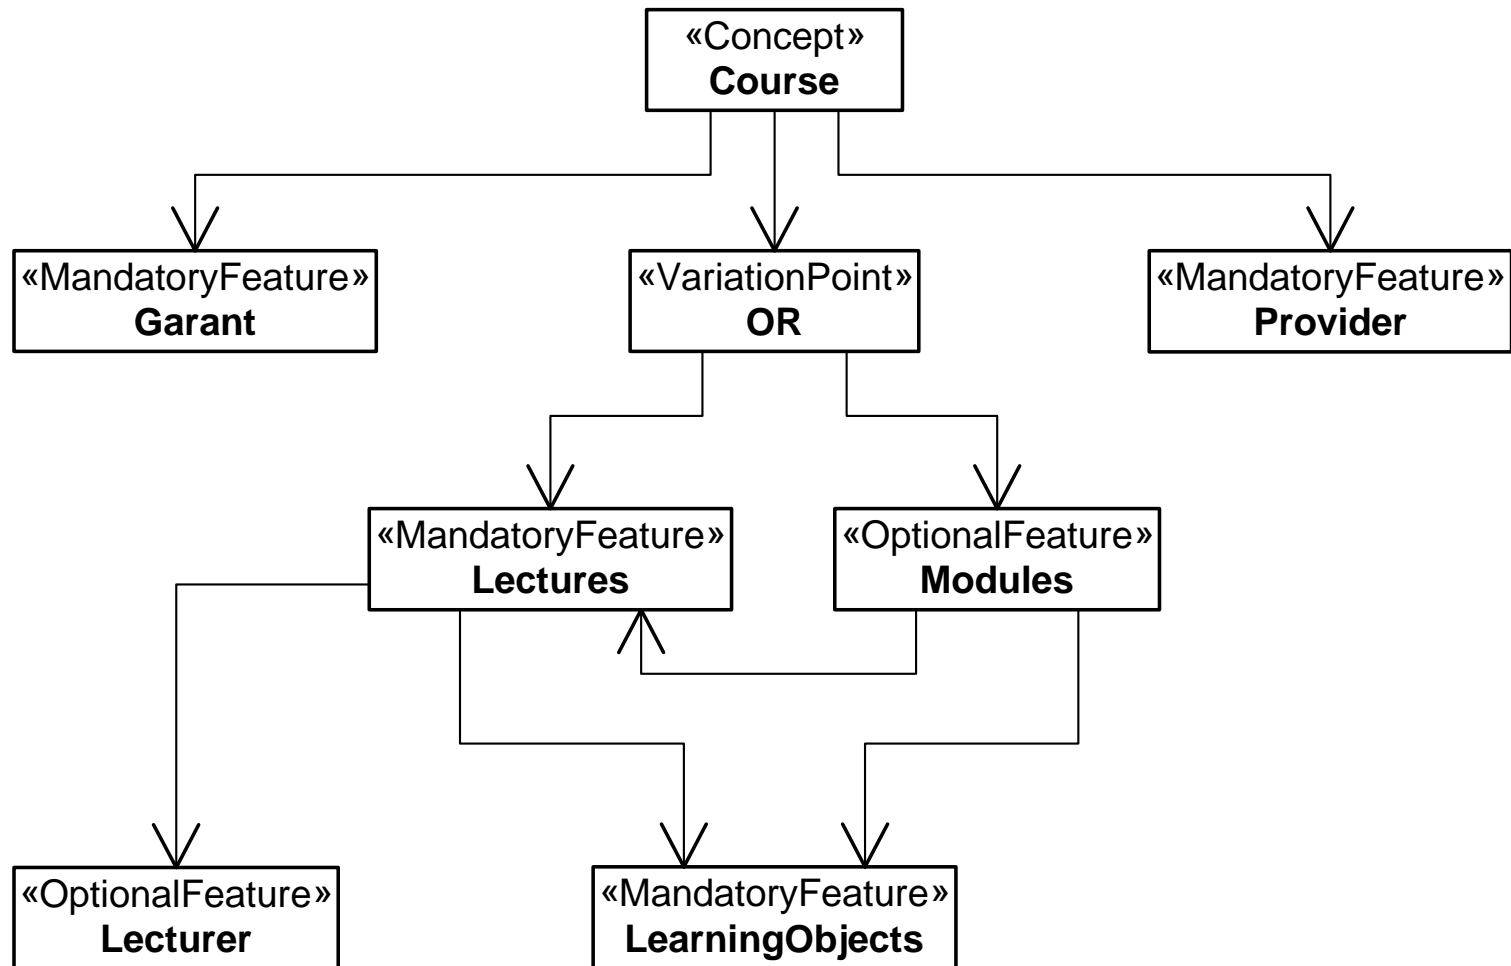 «Concept»
Course
«MandatoryFeature»
Garant
«VariationPoint»
OR
«MandatoryFeature»
Provider
«MandatoryFeature»
Lectures
«OptionalFeature»
Modules
«OptionalFeature»
Lecturer
«MandatoryFeature»
LearningObjects